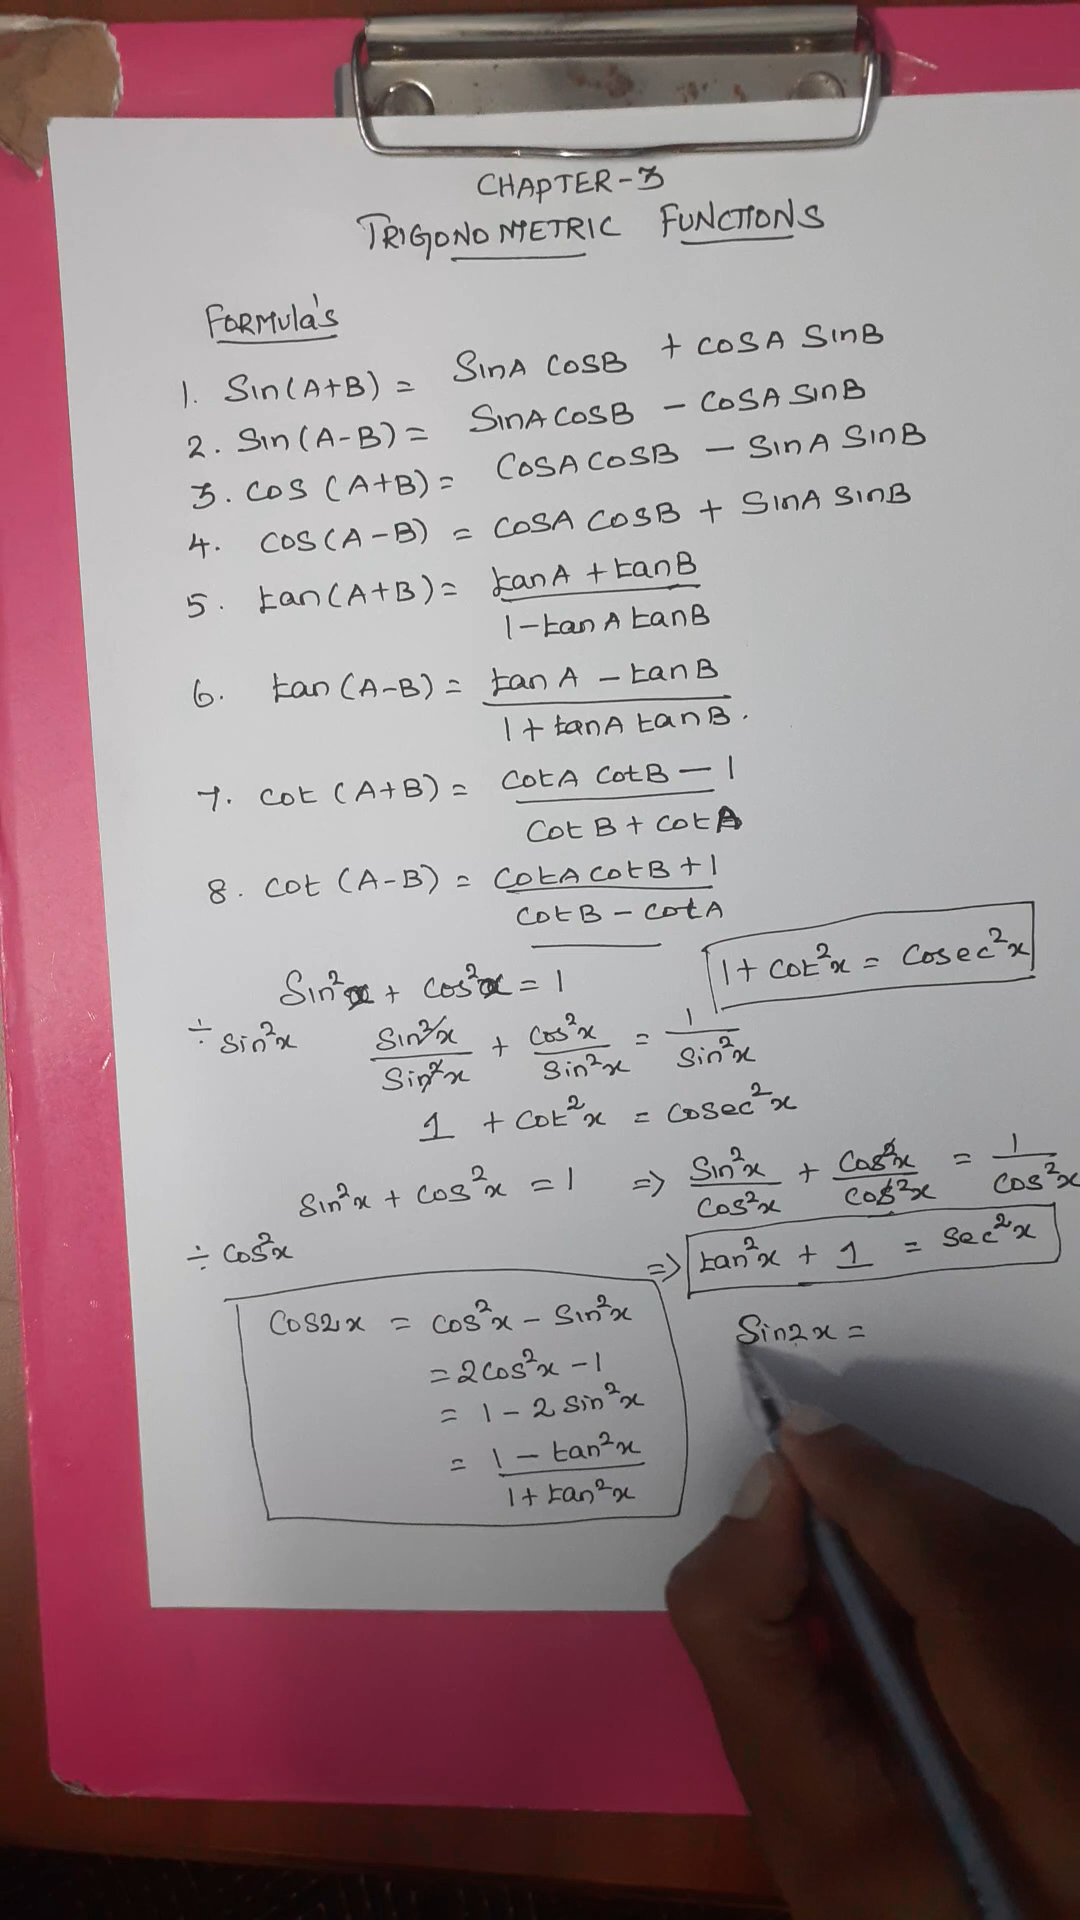 CHAPTER-3
TRIGONOMETRIC FUNCTIONS
FORMula's
1. Sin(A+B) = SinA COSB + COSA SinB
2. Sin(A-B) = SinA COSB - COSA SinB
3. COS (A+B) = COSA COSB - SinA SinB
4. COS(A-B) = COSA COSB + SinA SinB
5. tan(A+B) = tanA + tanB
1-tanA tanB
6. tan(A-B) = tanA - tanB
1+tanA tanB.
7. cot (A+B) = cotA cotB - 1
cotB + cotA
8. cot (A-B) = cotA cotB + 1
cotB - cotA
1 + cot²x = cosec²x
Sin²x + cos²x = 1
÷ sin²x Sin²x/Sin²x + cos²x/Sin²x = 1/Sin²x
1 + cot²x = cosec²x
Sin²x + cos²x = 1 => Sin²x/cos²x + cos²x/cos²x = 1/cos²x
÷ cos²x => tan²x + 1 = sec²x
Cos2x = cos²x - Sin²x
= 2cos²x - 1
= 1 - 2 sin²x
= 1 - tan²x
1 + tan²x
Sin2x =